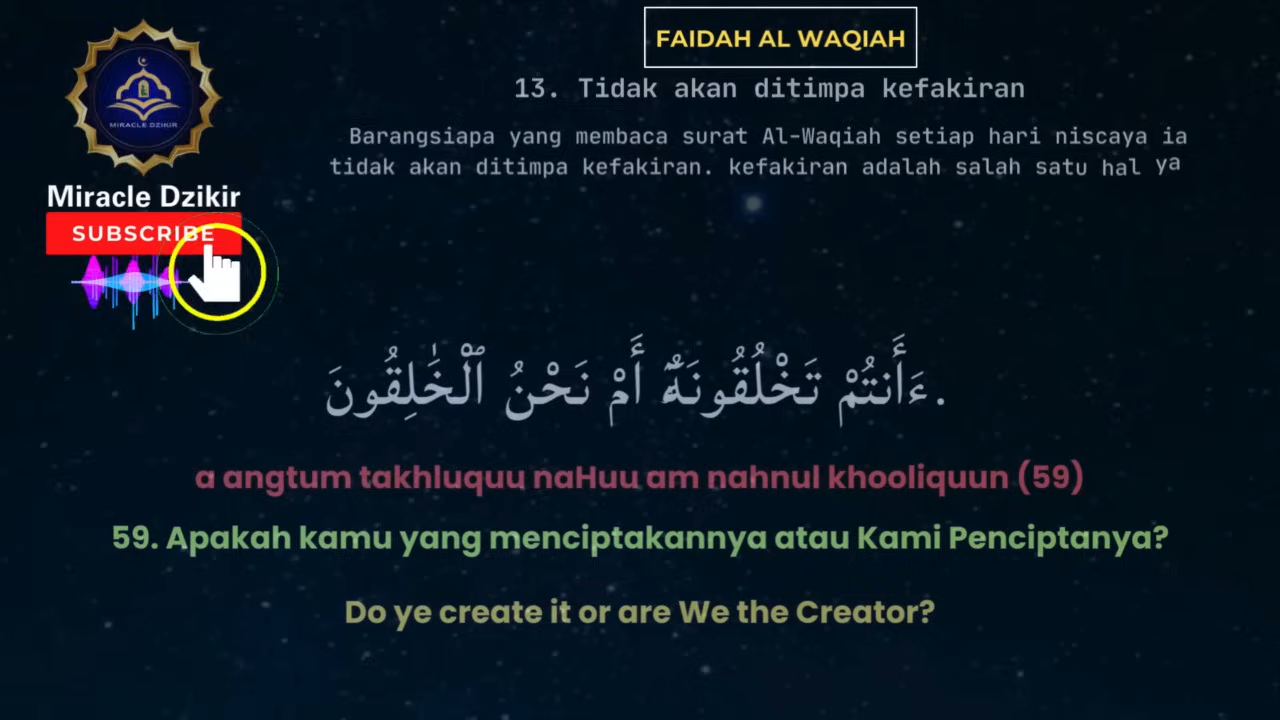 FAIDAH AL WAQIAH
13. Tidak akan ditimpa kefakiran
Barangsiapa yang membaca surat Al-Waqiah setiap hari niscaya ia
tidak akan ditimpa kefakiran. kefakiran adalah salah satu hal ya
MIRACLE DZIKIR
Miracle Dzikir
SUBSCRIBE
ءَأَنتُمْ تَخْلُقُونَهُۥٓ أَمْ نَحْنُ ٱلْخَٰلِقُونَ.
a angtum takhluquu naHuu am nahnul khooliquun (59)
59. Apakah kamu yang menciptakannya atau Kami Penciptanya?
Do ye create it or are We the Creator?